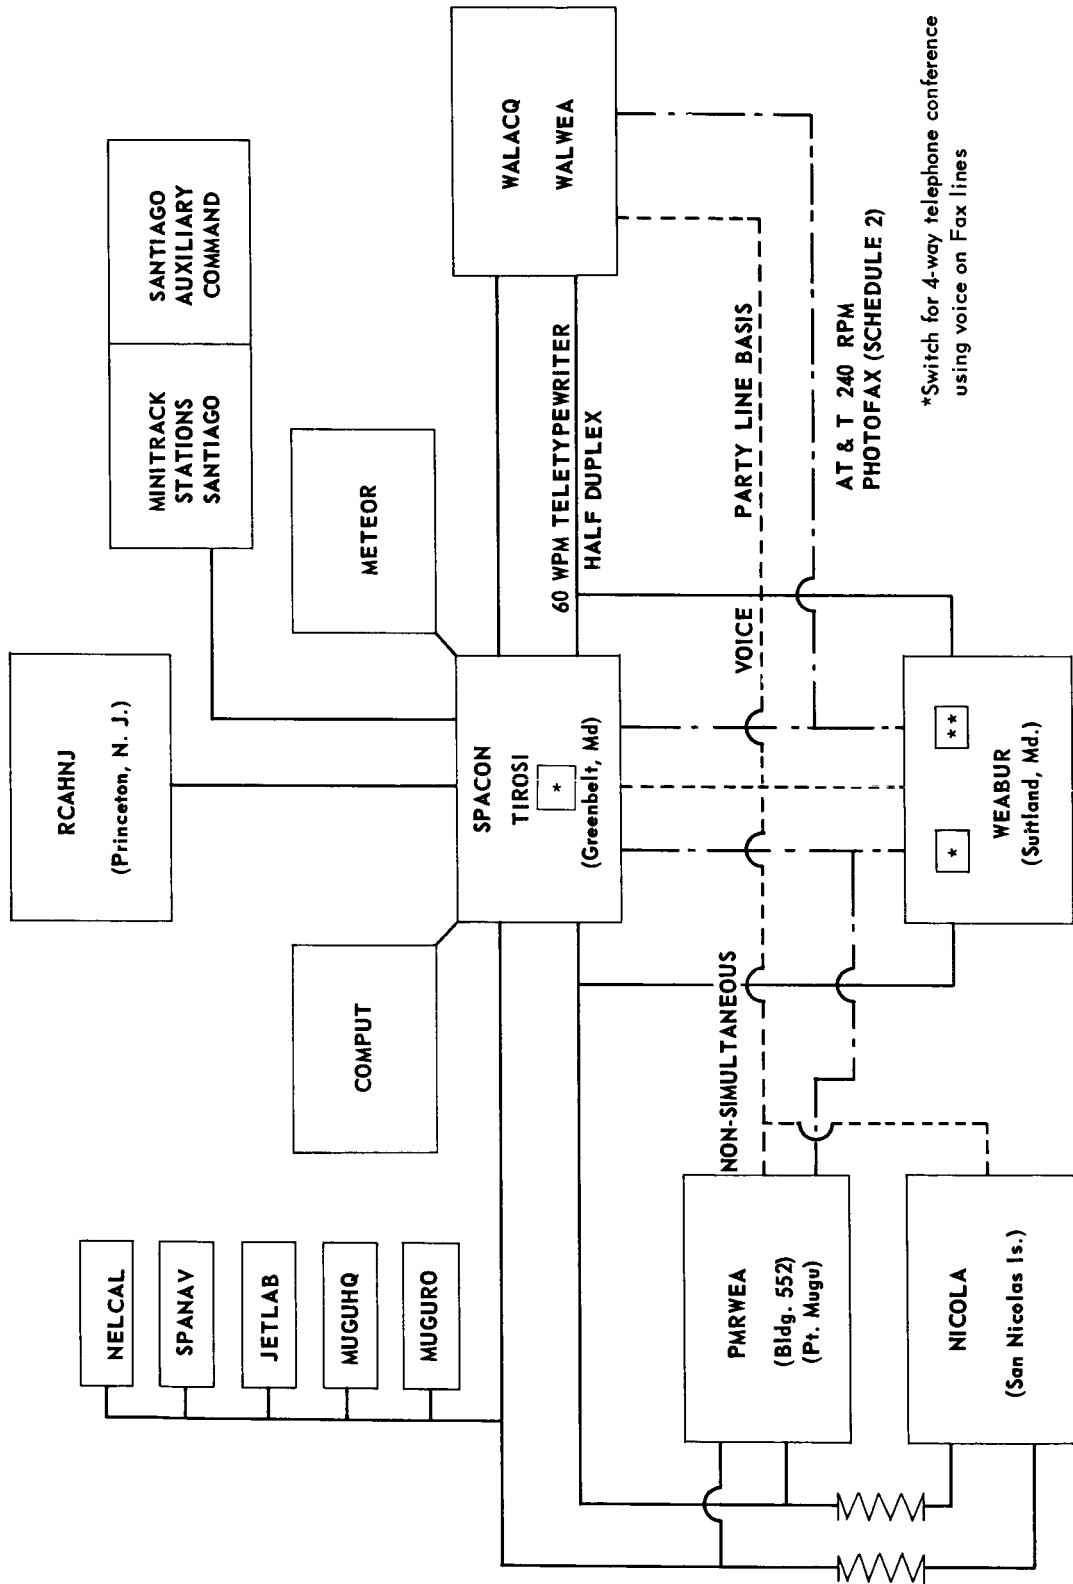 NELCAL
SPANAV
JETLAB
MUGUHQ
MUGURO
COMPUT
RCAHNJ
(Princeton, N. J.)
METEOR
MINITRACK
STATIONS
SANTIAGO
SANTIAGO
AUXILIARY
COMMAND
SPACON
TIROSI
*
(Greenbelt, Md)
60 WPM TELETYPEWRITER
HALF DUPLEX
WALACQ
WALWEA
PMRWEA
(Bldg. 552)
(Pt. Mugu)
NON-SIMULTANEOUS
VOICE
PARTY LINE BASIS
AT & T 240 RPM
PHOTOFAX (SCHEDULE 2)
NICOLA
(San Nicolas Is.)
*
**
WEABUR
(Suttland, Md.)
*Switch for 4-way telephone conference
using voice on Fax lines